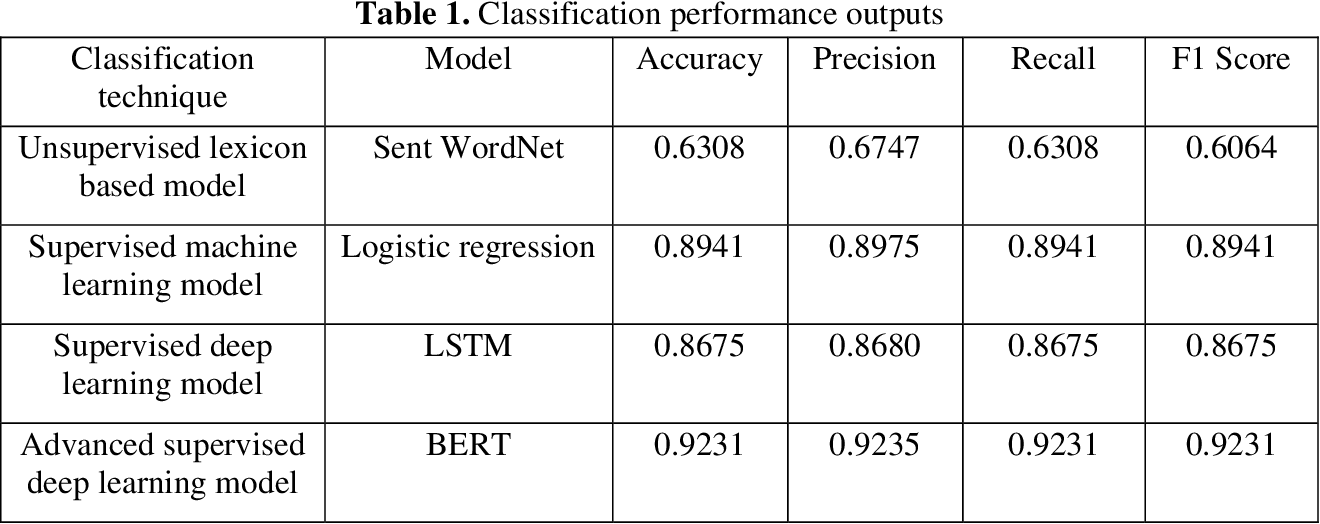 Table 1. Classification performance outputs
Classification technique Model Accuracy Precision Recall F1 Score
Unsupervised lexicon based model Sent WordNet 0.6308 0.6747 0.6308 0.6064
Supervised machine learning model Logistic regression 0.8941 0.8975 0.8941 0.8941
Supervised deep learning model LSTM 0.8675 0.8680 0.8675 0.8675
Advanced supervised deep learning model BERT 0.9231 0.9235 0.9231 0.9231